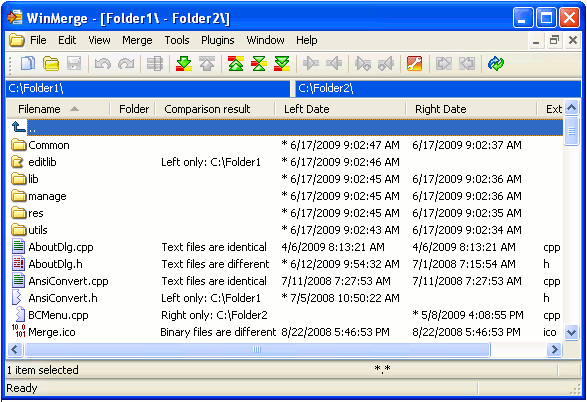 WinMerge - [Folder1\ - Folder2\]
File Edit View Merge Tools Plugins Window Help
C:\Folder1\ C:\Folder2\
Filename Folder Comparison result Left Date Right Date Ext
..
Common * 6/17/2009 9:02:47 AM 6/17/2009 9:02:37 AM
editlib Left only: C:\Folder1 * 6/17/2009 9:02:46 AM
lib * 6/17/2009 9:02:45 AM 6/17/2009 9:02:36 AM
manage * 6/17/2009 9:02:45 AM 6/17/2009 9:02:36 AM
res * 6/17/2009 9:02:45 AM 6/17/2009 9:02:35 AM
utils * 6/17/2009 9:02:43 AM 6/17/2009 9:02:34 AM
AboutDlg.cpp Text files are identical 4/6/2009 8:13:21 AM 4/6/2009 8:13:21 AM cpp
AboutDlg.h Text files are different * 6/12/2009 9:54:32 AM 7/1/2008 7:15:54 AM h
AnsiConvert.cpp Text files are identical 7/11/2008 7:27:53 AM 7/11/2008 7:27:53 AM cpp
AnsiConvert.h Left only: C:\Folder1 * 7/5/2008 10:50:22 AM h
BCMenu.cpp Right only: C:\Folder2 * 5/8/2009 4:08:55 PM cpp
Merge.ico Binary files are different 8/22/2008 5:46:53 PM 8/22/2008 5:46:53 PM ico
1 item selected *.*
Ready